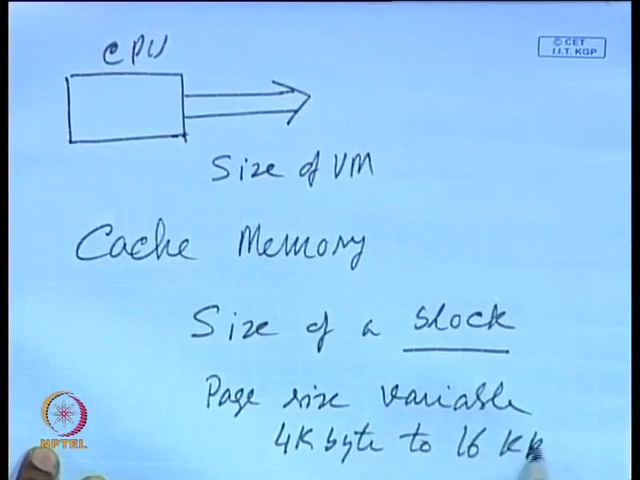 CPU
© CET
I.I.T. KGP
Size of VM
Cache Memory
Size of a Block
Page size variable
4K byte to 16 K
NPTEL